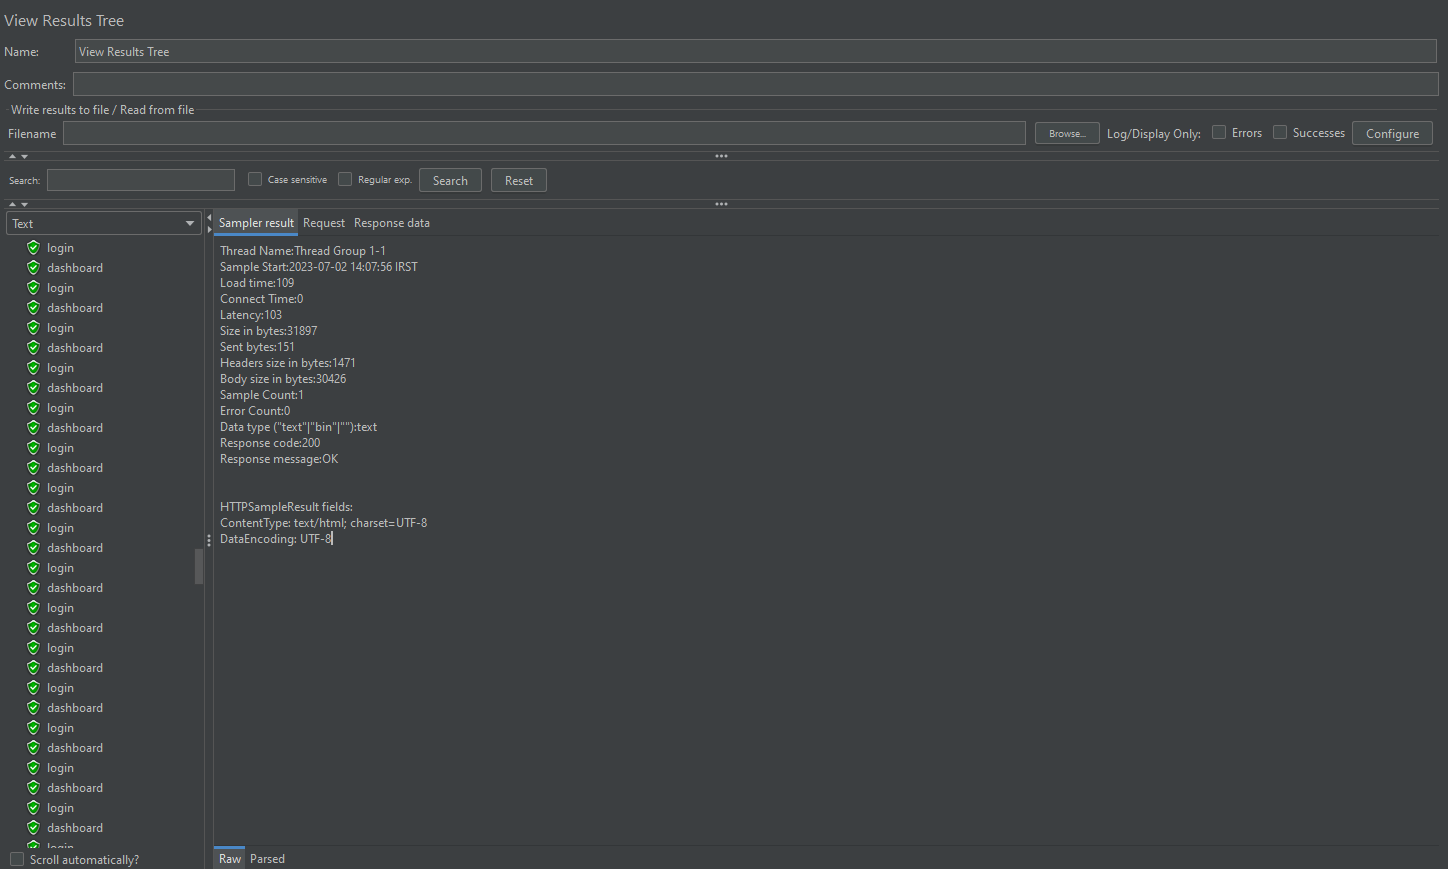 View Results Tree
Name: View Results Tree
Comments:
Write results to file / Read from file
Filename Browse... Log/Display Only: Errors Successes Configure
Search: Case sensitive Regular exp. Search Reset
Text
login
dashboard
login
dashboard
login
dashboard
login
dashboard
login
dashboard
login
dashboard
login
dashboard
login
dashboard
login
dashboard
login
dashboard
login
dashboard
login
dashboard
login
dashboard
login
dashboard
login
dashboard
login
Scroll automatically?
Sampler result Request Response data
Thread Name:Thread Group 1-1
Sample Start:2023-07-02 14:07:56 IRST
Load time:109
Connect Time:0
Latency:103
Size in bytes:31897
Sent bytes:151
Headers size in bytes:1471
Body size in bytes:30426
Sample Count:1
Error Count:0
Data type ("text"|"bin"|""):text
Response code:200
Response message:OK
HTTPSampleResult fields:
ContentType: text/html; charset=UTF-8
DataEncoding: UTF-8
Raw Parsed